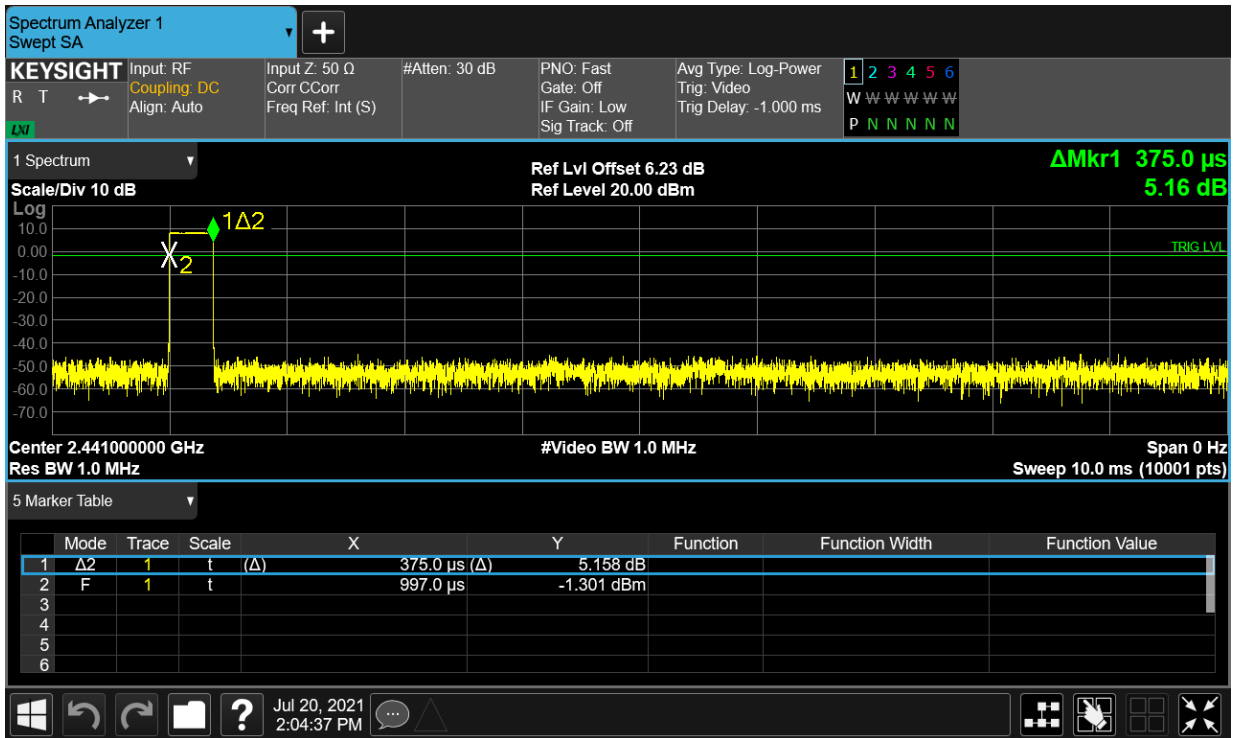 Spectrum Analyzer 1
Swept SA
+
KEYSIGHT
R T
LXI
Input: RF
Coupling: DC
Align: Auto
Input Z: 50 Ω
Corr CCorr
Freq Ref: Int (S)
#Atten: 30 dB
PNO: Fast
Gate: Off
IF Gain: Low
Sig Track: Off
Avg Type: Log-Power
Trig: Video
Trig Delay: -1.000 ms
1 2 3 4 5 6
W W W W W W
P N N N N N
1 Spectrum
Scale/Div 10 dB
Ref Lvl Offset 6.23 dB
Ref Level 20.00 dBm
ΔMkr1 375.0 µs
5.16 dB
Log
10.0
0.00
-10.0
-20.0
-30.0
-40.0
-50.0
-60.0
-70.0
1Δ2
2
TRIG LVL
Center 2.441000000 GHz
#Video BW 1.0 MHz
Span 0 Hz
Res BW 1.0 MHz
Sweep 10.0 ms (10001 pts)
5 Marker Table
Mode Trace Scale X Y Function Function Width Function Value
1 Δ2 1 t (Δ) 375.0 µs (Δ) 5.158 dB
2 F 1 t 997.0 µs -1.301 dBm
3
4
5
6
?
Jul 20, 2021
2:04:37 PM